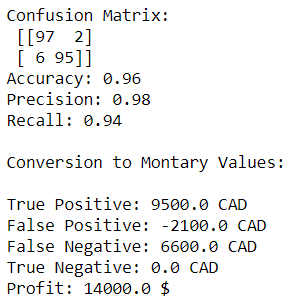 Confusion Matrix:
[[97 2]
[ 6 95]]
Accuracy: 0.96
Precision: 0.98
Recall: 0.94
Conversion to Montary Values:
True Positive: 9500.0 CAD
False Positive: -2100.0 CAD
False Negative: 6600.0 CAD
True Negative: 0.0 CAD
Profit: 14000.0 $